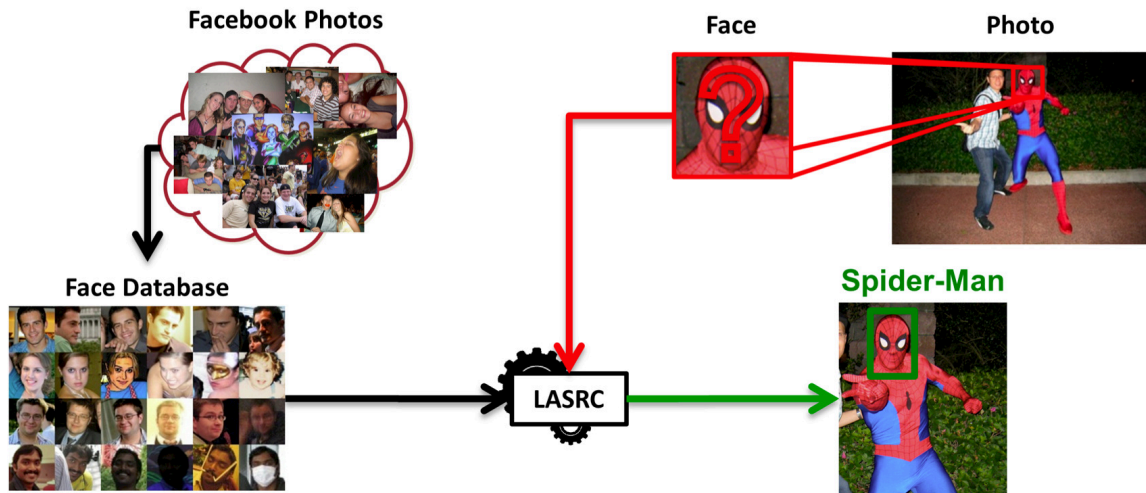 Facebook Photos
Face
Photo
?
Face Database
LASRC
Spider-Man